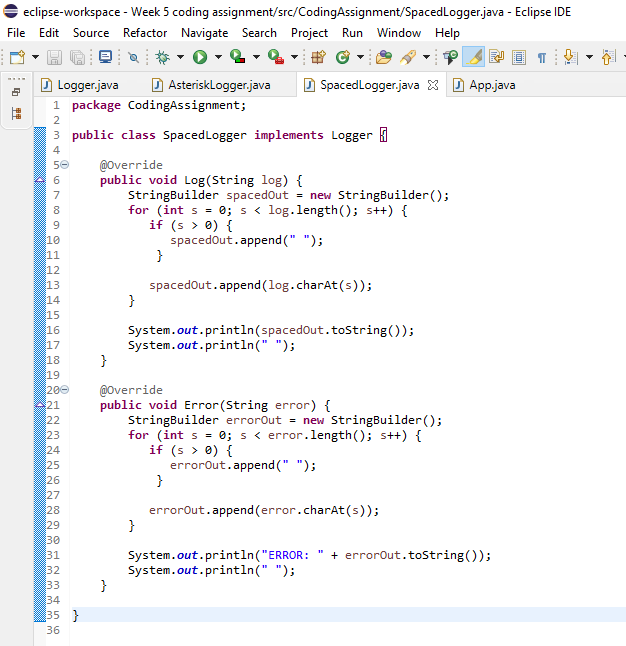 eclipse-workspace - Week 5 coding assignment/src/CodingAssignment/SpacedLogger.java - Eclipse IDE
File Edit Source Refactor Navigate Search Project Run Window Help
Logger.java AsteriskLogger.java SpacedLogger.java App.java
1 package CodingAssignment;
2
3 public class SpacedLogger implements Logger {
4
5 @Override
6 public void Log(String log) {
7 StringBuilder spacedOut = new StringBuilder();
8 for (int s = 0; s < log.length(); s++) {
9 if (s > 0) {
10 spacedOut.append(" ");
11 }
12
13 spacedOut.append(log.charAt(s));
14 }
15
16 System.out.println(spacedOut.toString());
17 System.out.println(" ");
18 }
19
20 @Override
21 public void Error(String error) {
22 StringBuilder errorOut = new StringBuilder();
23 for (int s = 0; s < error.length(); s++) {
24 if (s > 0) {
25 errorOut.append(" ");
26 }
27
28 errorOut.append(error.charAt(s));
29 }
30
31 System.out.println("ERROR: " + errorOut.toString());
32 System.out.println(" ");
33 }
34
35 }
36